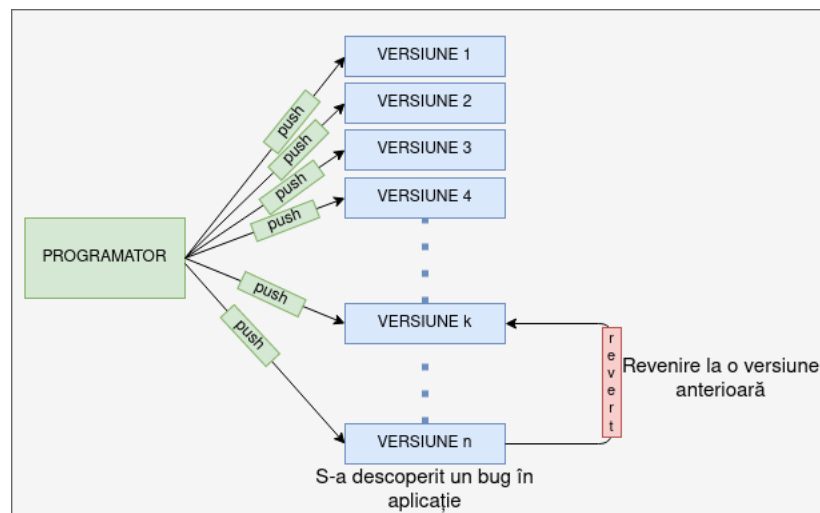 VERSIUNE 1
VERSIUNE 2
VERSIUNE 3
VERSIUNE 4
push
push
push
push
PROGRAMATOR
push
VERSIUNE k
push
revert
Revenire la o versiune
anterioară
VERSIUNE n
S-a descoperit un bug în
aplicație